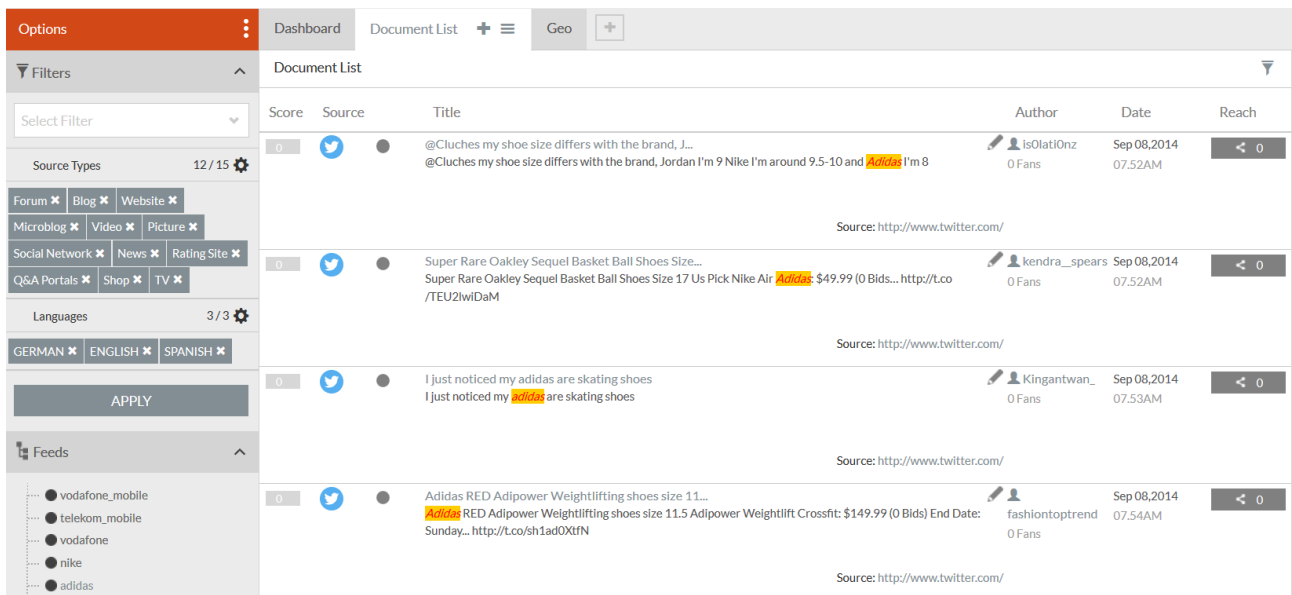 Options
Dashboard
Document List
Geo
Filters
Document List
Select Filter
Score Source Title Author Date Reach
Source Types 12 / 15
Forum Blog Website
Microblog Video Picture
Social Network News Rating Site
Q&A Portals Shop TV
Languages 3 / 3
GERMAN ENGLISH SPANISH
APPLY
Feeds
vodafone_mobile
telekom_mobile
vodafone
nike
adidas
0 @Cluches my shoe size differs with the brand, J... is0lati0nz Sep 08,2014 0
@Cluches my shoe size differs with the brand, Jordan I'm 9 Nike I'm around 9.5-10 and Adidas I'm 8 0 Fans 07.52AM
Source: http://www.twitter.com/
0 Super Rare Oakley Sequel Basket Ball Shoes Size... kendra_spears Sep 08,2014 0
Super Rare Oakley Sequel Basket Ball Shoes Size 17 Us Pick Nike Air Adidas: $49.99 (0 Bids... http://t.co 0 Fans 07.52AM
/TEU2IwiDaM
Source: http://www.twitter.com/
0 I just noticed my adidas are skating shoes Kingantwan_ Sep 08,2014 0
I just noticed my adidas are skating shoes 0 Fans 07.53AM
Source: http://www.twitter.com/
0 Adidas RED Adipower Weightlifting shoes size 11... Sep 08,2014 0
Adidas RED Adipower Weightlifting shoes size 11.5 Adipower Weightlift Crossfit: $149.99 (0 Bids) End Date: fashiontoptrend 07.54AM
Sunday... http://t.co/sh1ad0XtfN 0 Fans
Source: http://www.twitter.com/